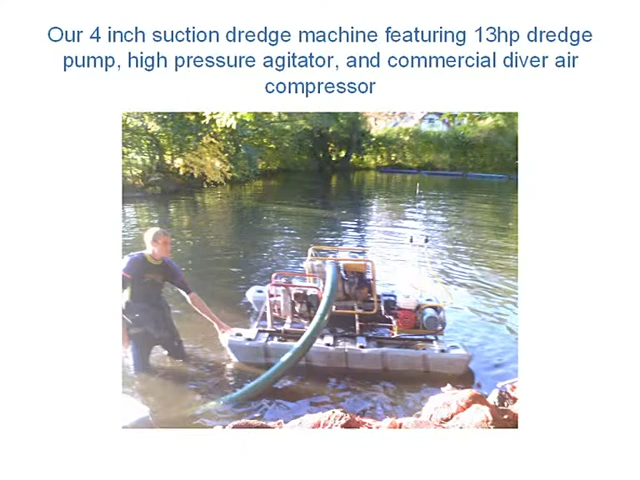 Our 4 inch suction dredge machine featuring 13hp dredge
pump, high pressure agitator, and commercial diver air
compressor